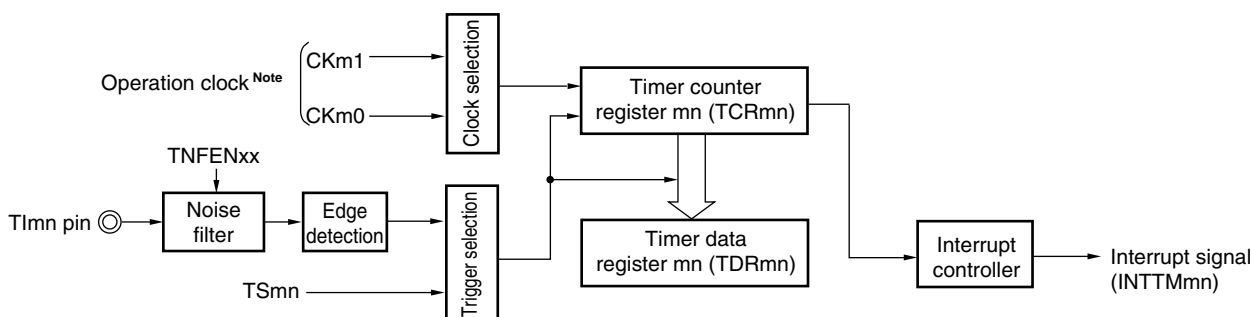 CKm1
Operation clock Note
CKm0
Clock selection
Timer counter
register mn (TCRmn)
TNFENxx
TImn pin
Noise
filter
Edge
detection
Trigger selection
TSmn
Timer data
register mn (TDRmn)
Interrupt
controller
Interrupt signal
(INTTMmn)